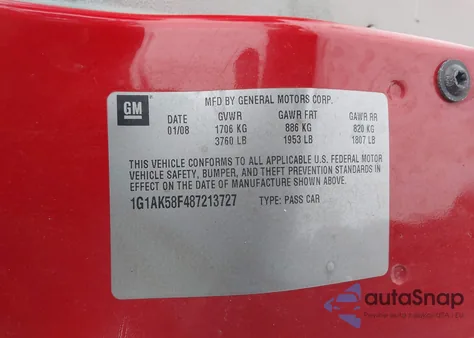 MFD BY GENERAL MOTORS CORP.
GM
DATE GVWR GAWR FRT GAWR RR
01/08 1706 KG 886 KG 820 KG
3760 LB 1953 LB 1807 LB
THIS VEHICLE CONFORMS TO ALL APPLICABLE U.S. FEDERAL MOTOR
VEHICLE SAFETY, BUMPER, AND THEFT PREVENTION STANDARDS IN
EFFECT ON THE DATE OF MANUFACTURE SHOWN ABOVE.
1G1AK58F487213727 TYPE: PASS CAR
autoSnap